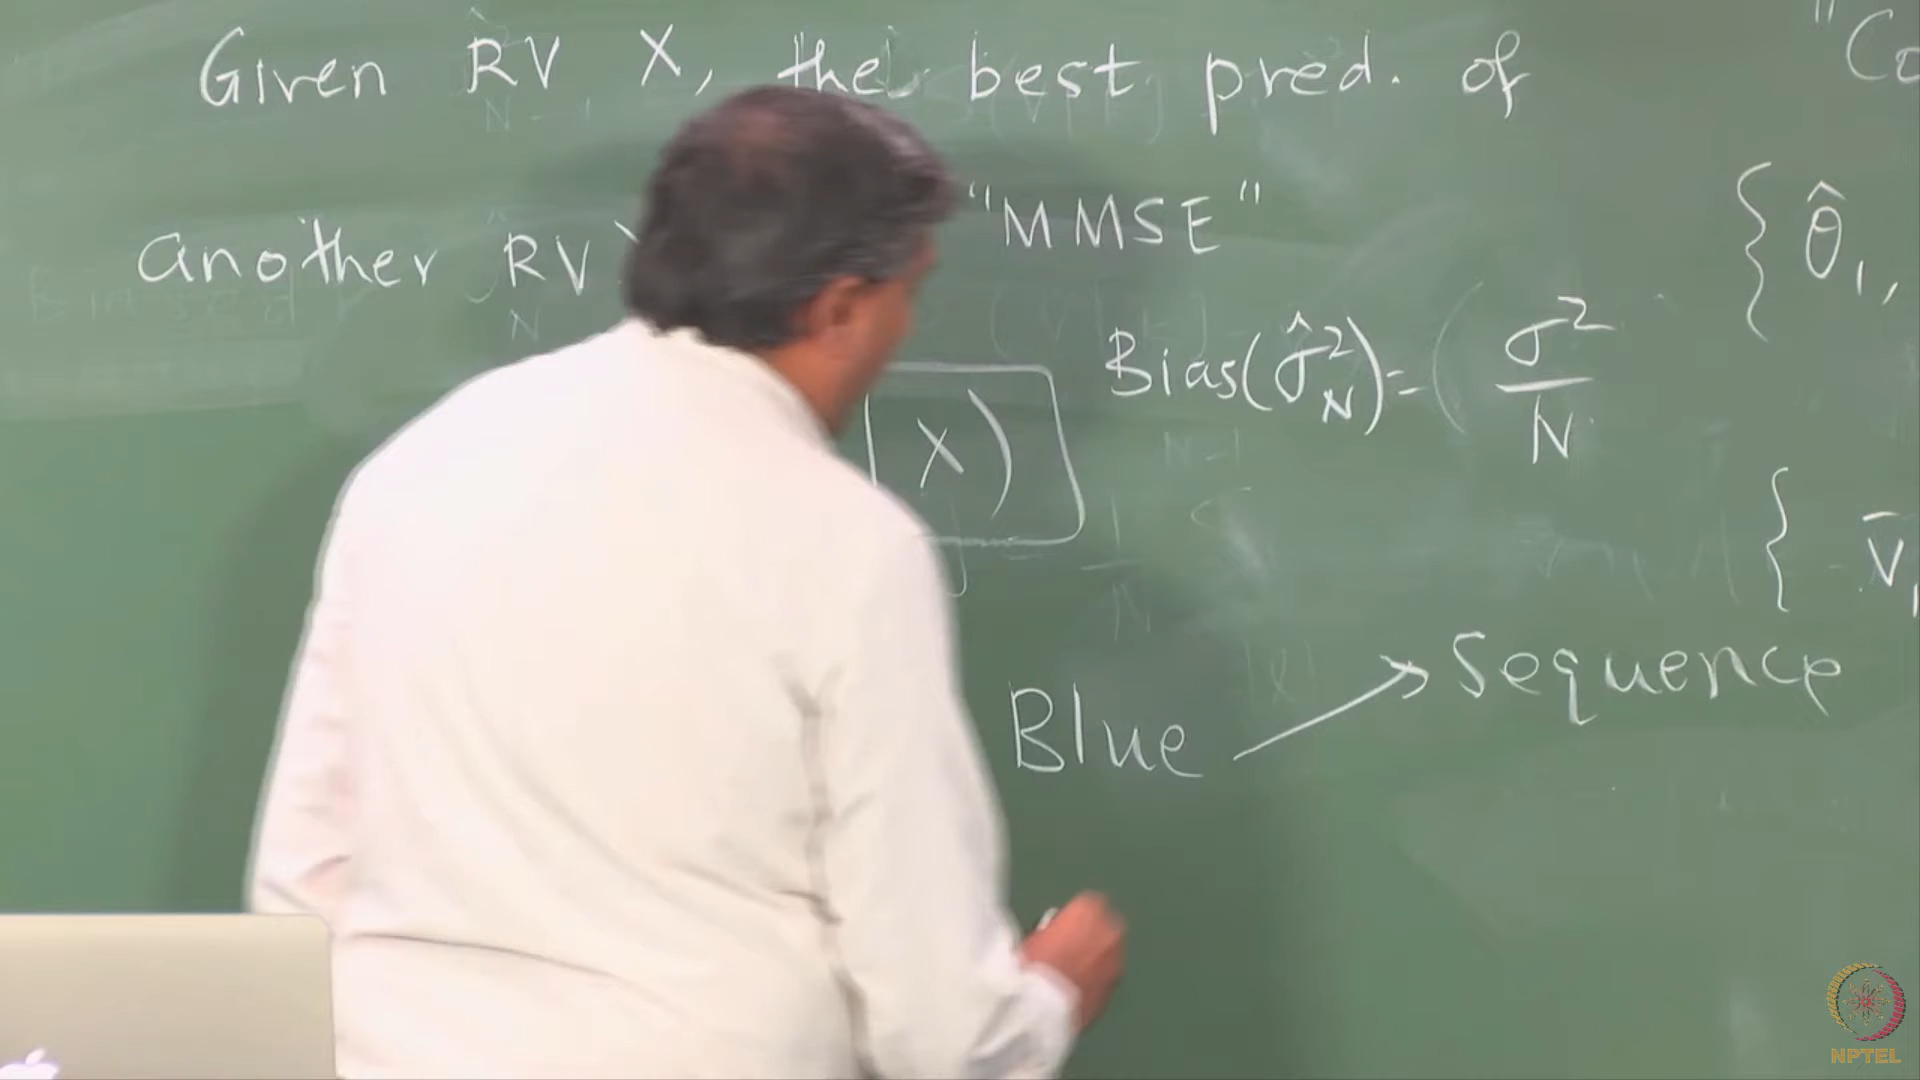 Given RV X, the best pred. of
another RV
"MMSE"
X)
Bias(σ̂²_N) = ( σ²/N
Blue → Sequence
"Co
{ θ̂₁,
{ v̄
NPTEL